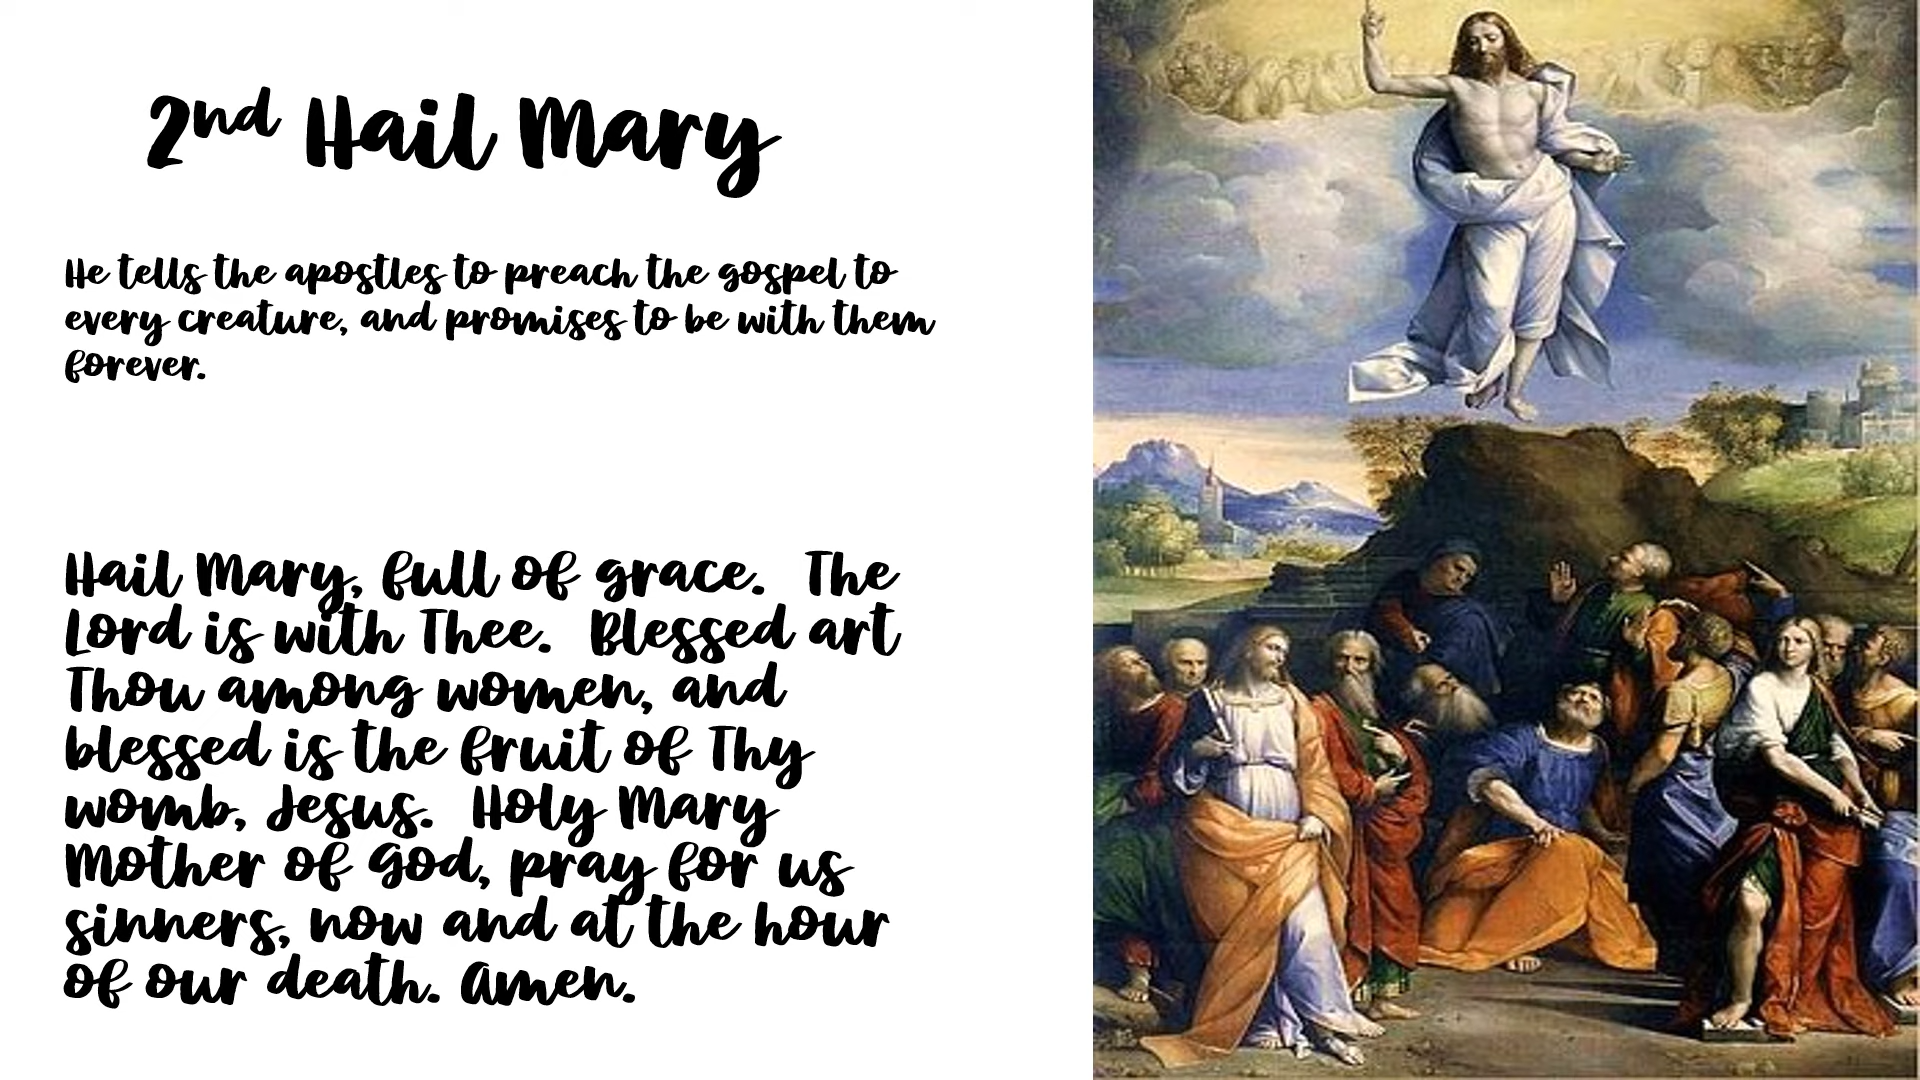 2nd Hail Mary
He tells the apostles to preach the gospel to
every creature, and promises to be with them
forever.
Hail Mary, full of grace.  The
Lord is with Thee.  Blessed art
Thou among women, and
blessed is the fruit of Thy
womb, Jesus.  Holy Mary
Mother of God, pray for us
sinners, now and at the hour
of our death. Amen.